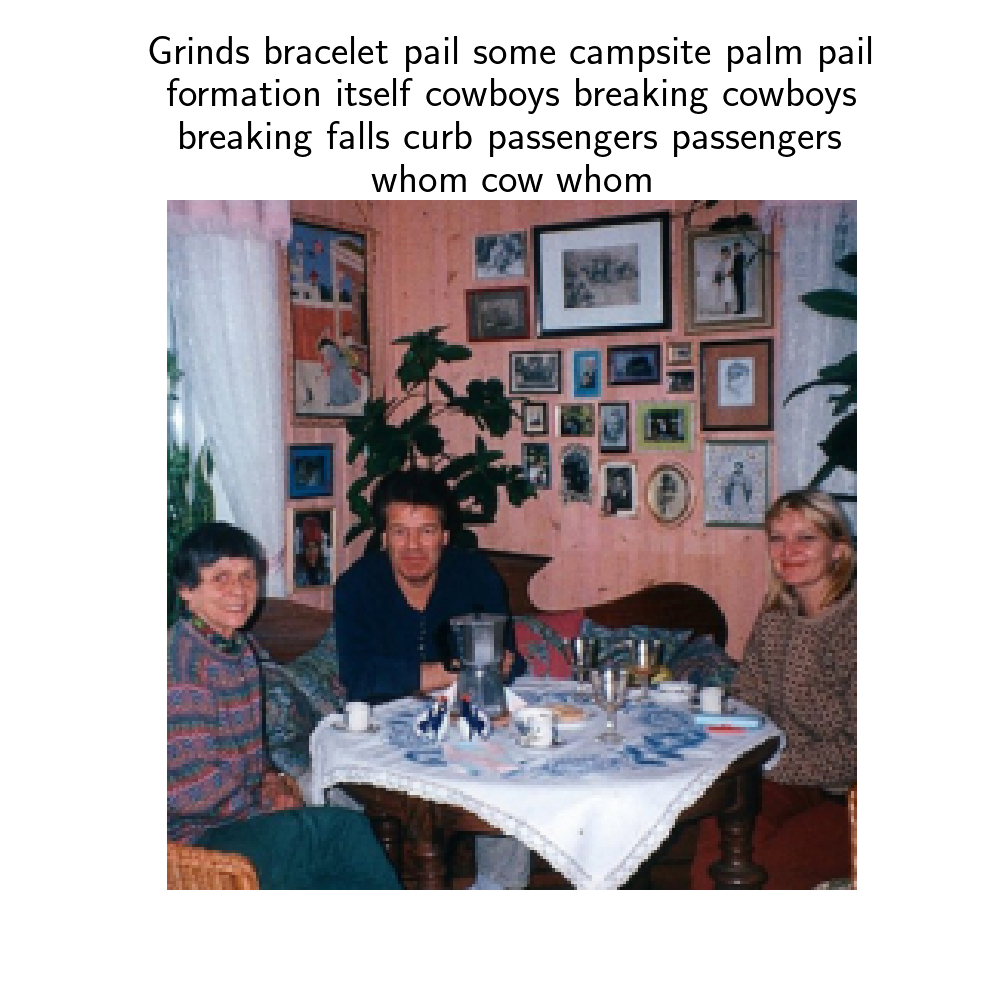 Grinds bracelet pail some campsite palm pail
formation itself cowboys breaking cowboys
breaking falls curb passengers passengers
whom cow whom